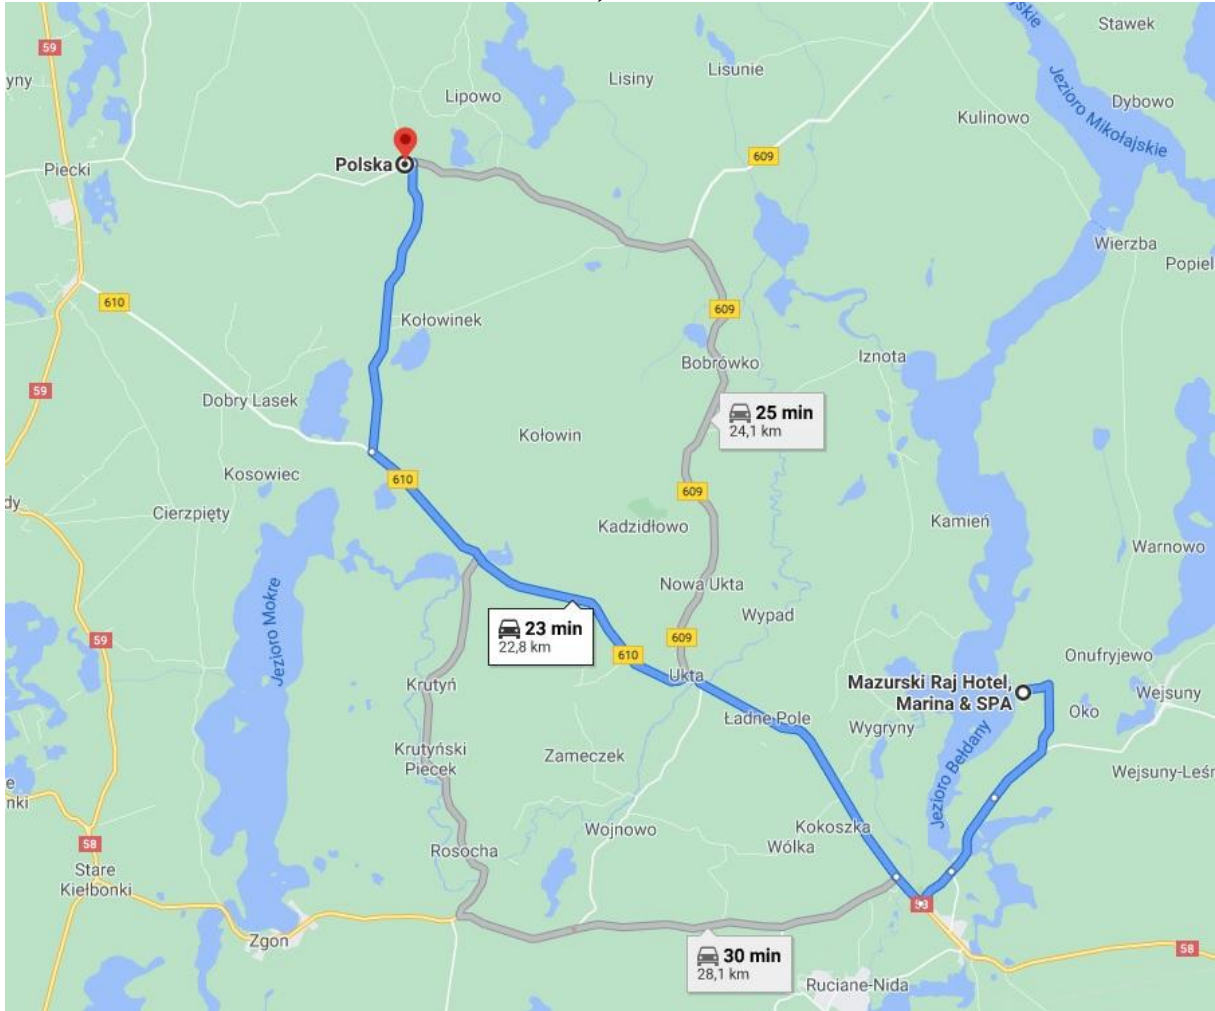 Stawek
59
Lisunie
Lisiny
yny
Jezioro Mikołajskie
Lipowo
Dybowo
Kulinowo
609
Polska
Piecki
Wierzba
Popiel
610
609
Kołowinek
Iznota
Bobrówko
59
Dobry Lasek
25 min
24,1 km
Kołowin
Kosowiec
610
609
dy
Cierzpięty
Kadzidłowo
Kamień
Warnowo
Jezioro Mokre
Nowa Ukta
Wypad
23 min
22,8 km
59
609
610
Onufryjewo
Ukta
Krutyń
Mazurski Raj Hotel,
Marina & SPA
Wejsuny
Oko
Ładne Pole
Wygryny
Krutyński
Piecek
Zameczek
Jezioro Bełdany
Wejsuny-Leśn
e
nki
Wojnowo
Kokoszka
Wólka
58
Rosocha
Stare
Kiełbonki
Zgon
58
30 min
28,1 km
Ruciane-Nida